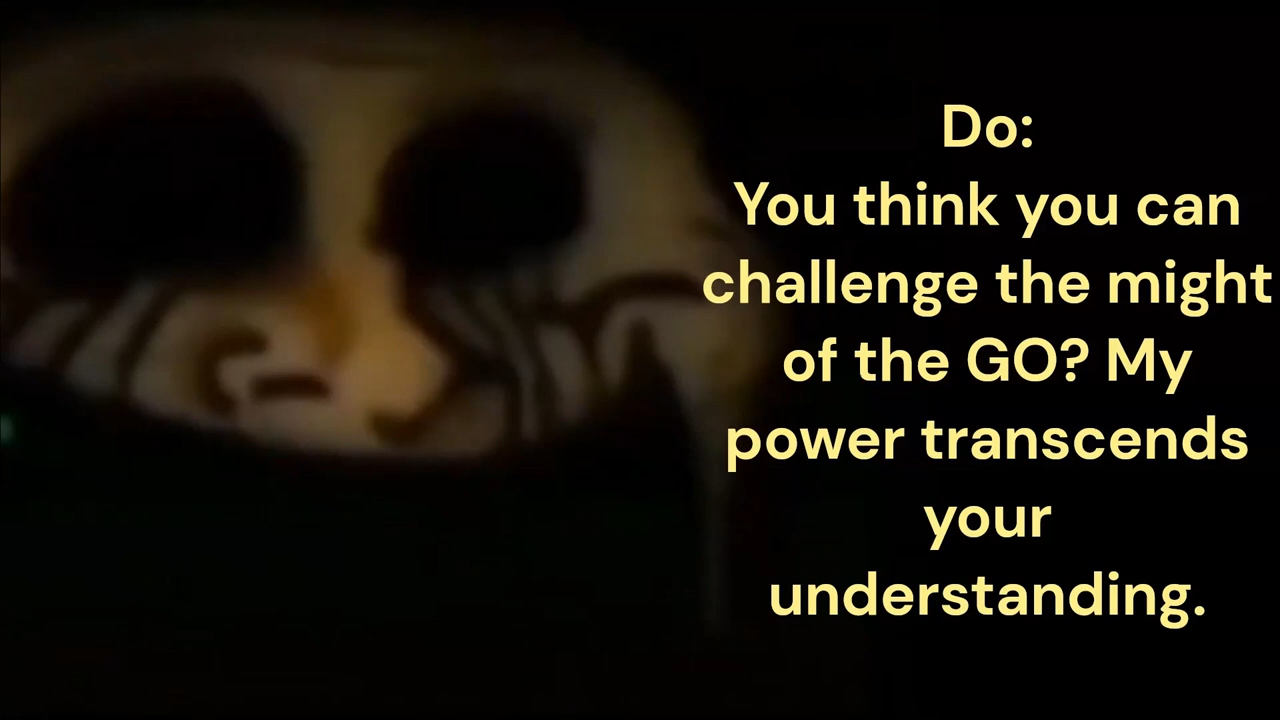 Do:
You think you can
challenge the might
of the GO? My
power transcends
your
understanding.